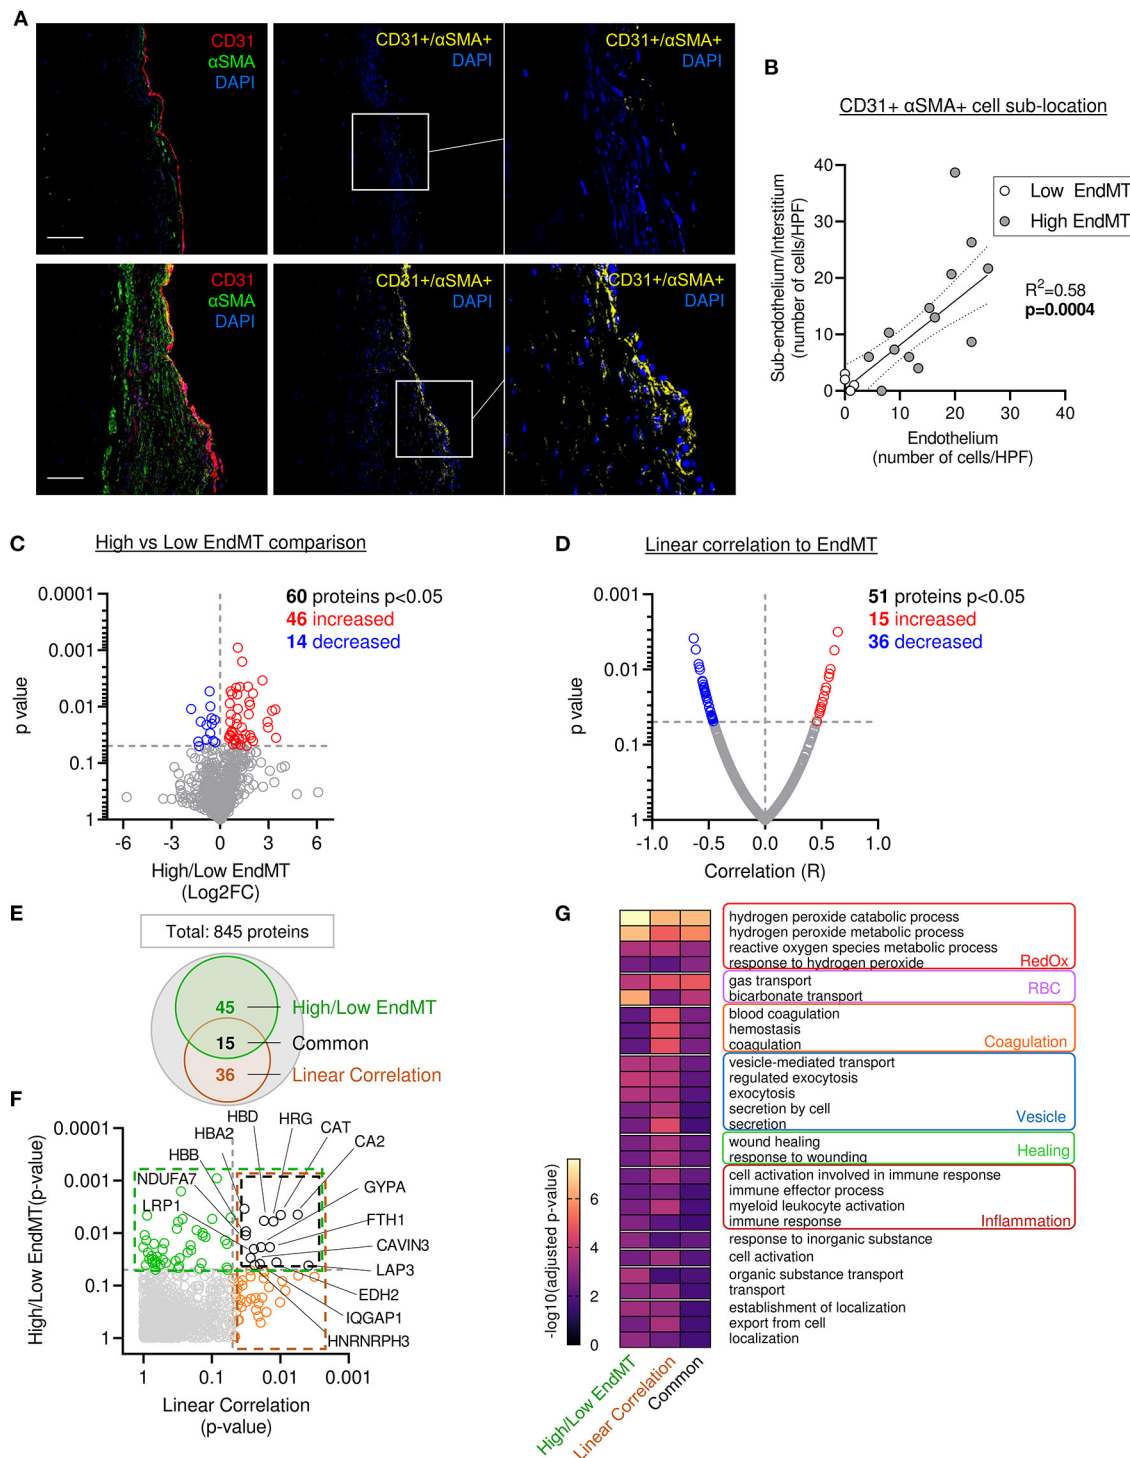 A
CD31
αSMA
DAPI
CD31+/αSMA+
DAPI
CD31+/αSMA+
DAPI
CD31
αSMA
DAPI
CD31+/αSMA+
DAPI
CD31+/αSMA+
DAPI
B
CD31+ αSMA+ cell sub-location
Sub-endothelium/Interstitium
(number of cells/HPF)
40
30
20
10
0
0 10 20 30 40
Endothelium
(number of cells/HPF)
Low EndMT
High EndMT
R²=0.58
p=0.0004
C
High vs Low EndMT comparison
60 proteins p<0.05
46 increased
14 decreased
p value
0.0001
0.001
0.01
0.1
1
-6 -3 0 3 6
High/Low EndMT
(Log2FC)
D
Linear correlation to EndMT
51 proteins p<0.05
15 increased
36 decreased
p value
0.001
0.01
0.1
1
-1.0 -0.5 0.0 0.5 1.0
Correlation (R)
E
Total: 845 proteins
45 High/Low EndMT
15 Common
36 Linear Correlation
F
High/Low EndMT(p-value)
0.0001
0.001
0.01
0.1
1
1 0.1 0.01 0.001
Linear Correlation
(p-value)
HBD
HRG
CAT
HBA2
CA2
HBB
NDUFA7
GYPA
LRP1
FTH1
CAVIN3
LAP3
EDH2
IQGAP1
HNRNRPH3
G
hydrogen peroxide catabolic process
hydrogen peroxide metabolic process
reactive oxygen species metabolic process
response to hydrogen peroxide
RedOx
gas transport
bicarbonate transport
RBC
blood coagulation
hemostasis
coagulation
Coagulation
vesicle-mediated transport
regulated exocytosis
exocytosis
secretion by cell
secretion
Vesicle
wound healing
response to wounding
Healing
cell activation involved in immune response
immune effector process
myeloid leukocyte activation
immune response
Inflammation
response to inorganic substance
cell activation
organic substance transport
transport
establishment of localization
export from cell
localization
-log10(adjusted p-value)
6
4
2
0
High/Low EndMT
Linear Correlation
Common